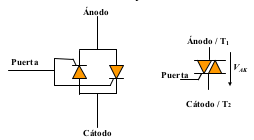 Ánodo
Puerta
Cátodo
Ánodo / T1
Puerta
VAK
Cátodo / T2